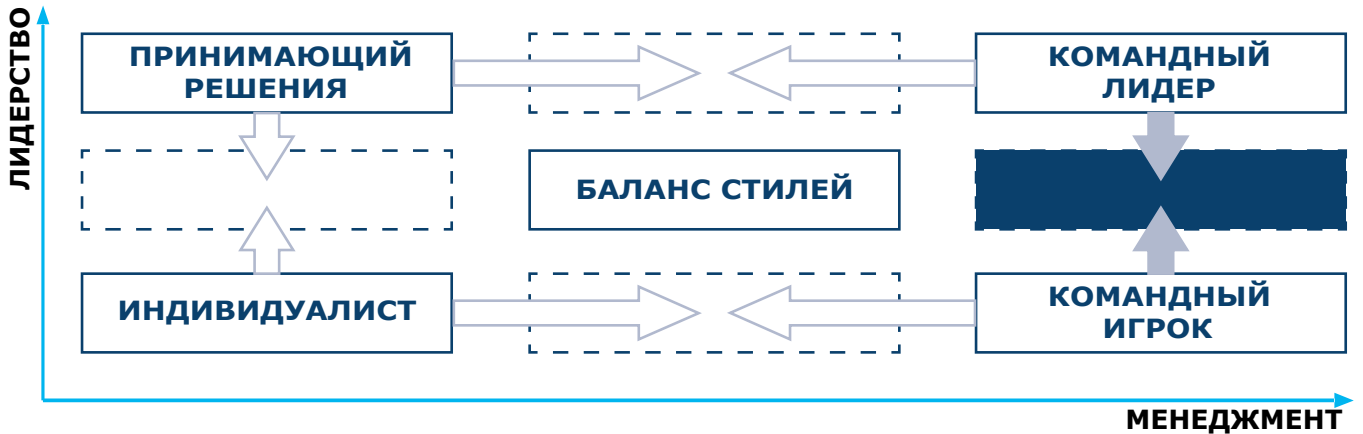 ЛИДЕРСТВО
ПРИНИМАЮЩИЙ
РЕШЕНИЯ
КОМАНДНЫЙ
ЛИДЕР
БАЛАНС СТИЛЕЙ
ИНДИВИДУАЛИСТ
КОМАНДНЫЙ
ИГРОК
МЕНЕДЖМЕНТ